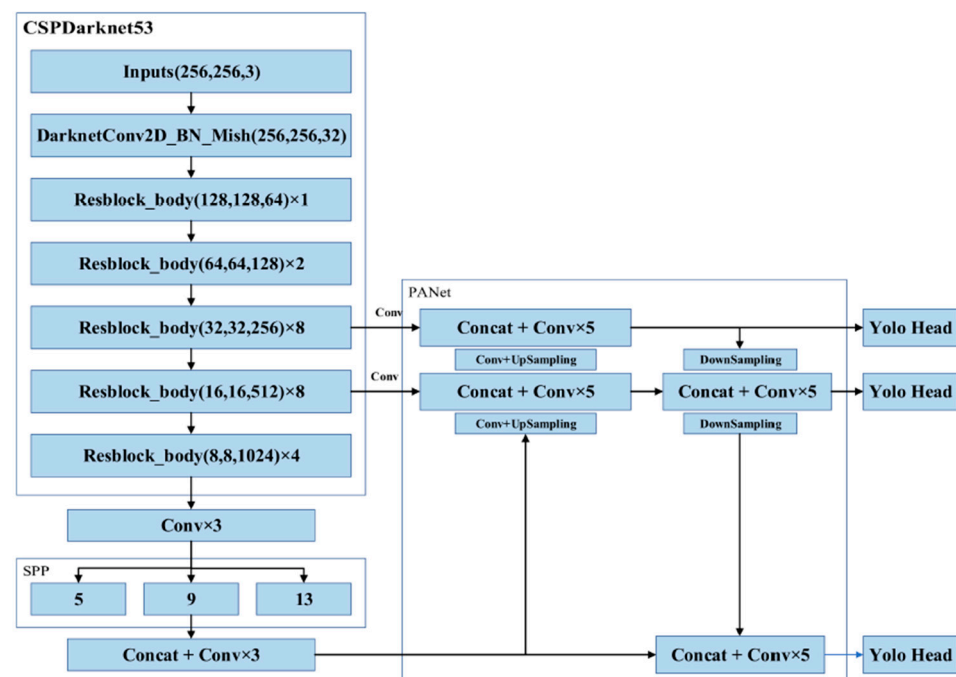 CSPDarknet53
Inputs(256,256,3)
DarknetConv2D_BN_Mish(256,256,32)
Resblock_body(128,128,64)×1
Resblock_body(64,64,128)×2
Resblock_body(32,32,256)×8
Resblock_body(16,16,512)×8
Resblock_body(8,8,1024)×4
Conv×3
SPP
5
9
13
Concat + Conv×3
Conv
Conv
PANet
Concat + Conv×5
Conv+UpSampling
Concat + Conv×5
Conv+UpSampling
DownSampling
Concat + Conv×5
DownSampling
Concat + Conv×5
Yolo Head
Yolo Head
Yolo Head